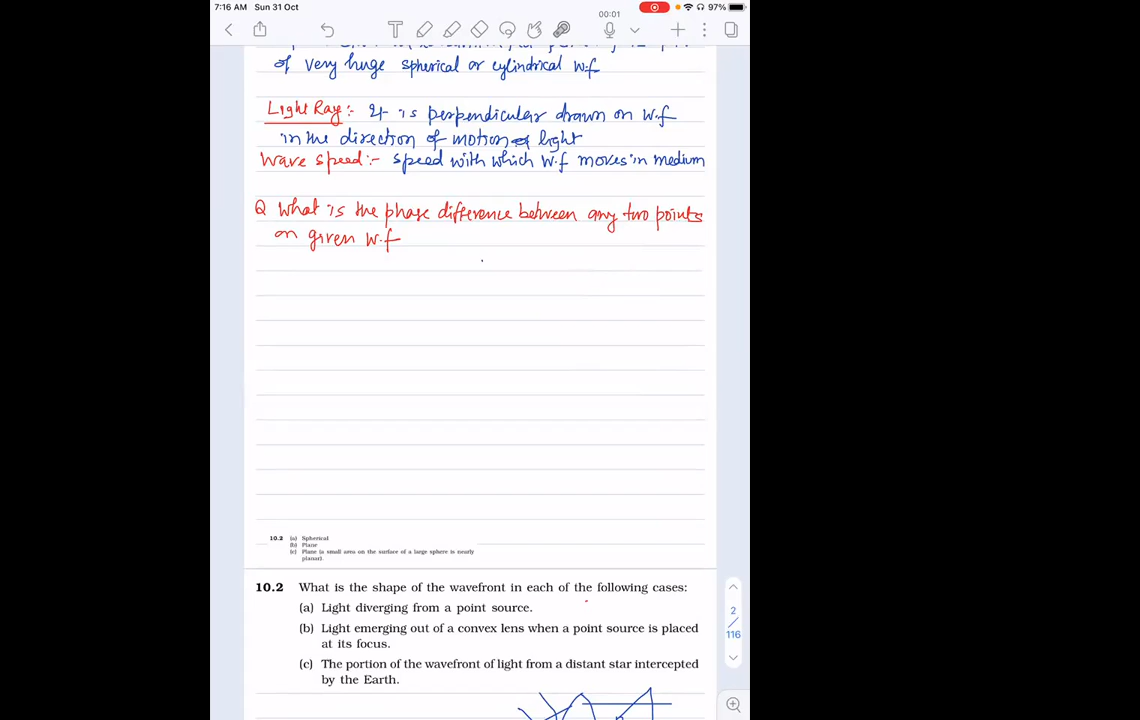 7:16 AM Sun 31 Oct
00:01
97%
of very huge spherical or cylindrical w.f
Light Ray:- It is perpendicular drawn on w.f
in the direction of motion of light
Wave speed:- speed with which w.f moves in medium
Q What is the phase difference between any two points
on given w.f
10.2 (a) Spherical
(b) Plane
(c) Plane (a small area on the surface of a large sphere is nearly
planar).
10.2 What is the shape of the wavefront in each of the following cases:
(a) Light diverging from a point source.
(b) Light emerging out of a convex lens when a point source is placed
at its focus.
(c) The portion of the wavefront of light from a distant star intercepted
by the Earth.
2
/
116